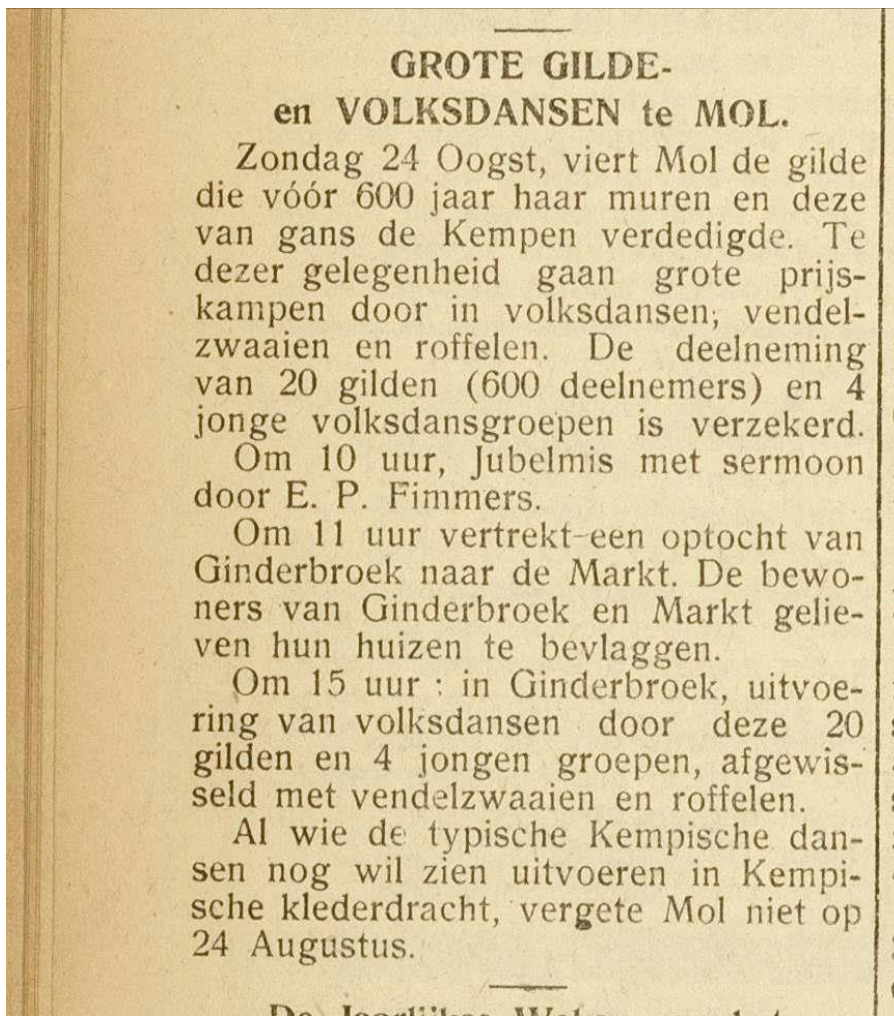 GROTE GILDE-
en VOLKSDANSEN te MOL.
Zondag 24 Oogst, viert Mol de gilde
die vóór 600 jaar haar muren en deze
van gans de Kempen verdedigde. Te
dezer gelegenheid gaan grote prijs-
kampen door in volksdansen, vendel-
zwaaien en roffelen. De deelneming
van 20 gilden (600 deelnemers) en 4
jonge volksdansgroepen is verzekerd.
Om 10 uur, Jubelmis met sermoon
door E. P. Fimmers.
Om 11 uur vertrekt een optocht van
Ginderbroek naar de Markt. De bewo-
ners van Ginderbroek en Markt gelie-
ven hun huizen te bevlaggen.
Om 15 uur : in Ginderbroek, uitvoe-
ring van volksdansen door deze 20
gilden en 4 jongen groepen, afgewis-
seld met vendelzwaaien en roffelen.
Al wie de typische Kempische dan-
sen nog wil zien uitvoeren in Kempi-
sche klederdracht, vergete Mol niet op
24 Augustus.